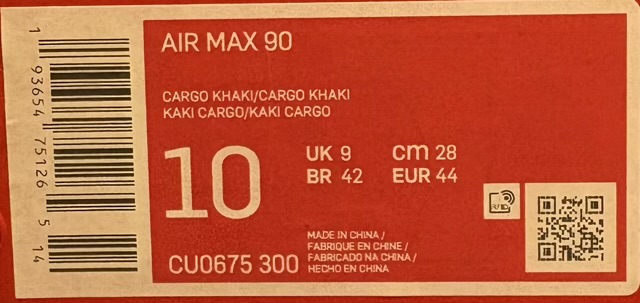 AIR MAX 90
CARGO KHAKI/CARGO KHAKI
KAKI CARGO/KAKI CARGO
10
UK 9 cm 28
BR 42 EUR 44
MADE IN CHINA /
FABRIQUE EN CHINE /
FABRICADO NA CHINA /
HECHO EN CHINA
CU0675 300
1 93654 75126 5 14
RFID